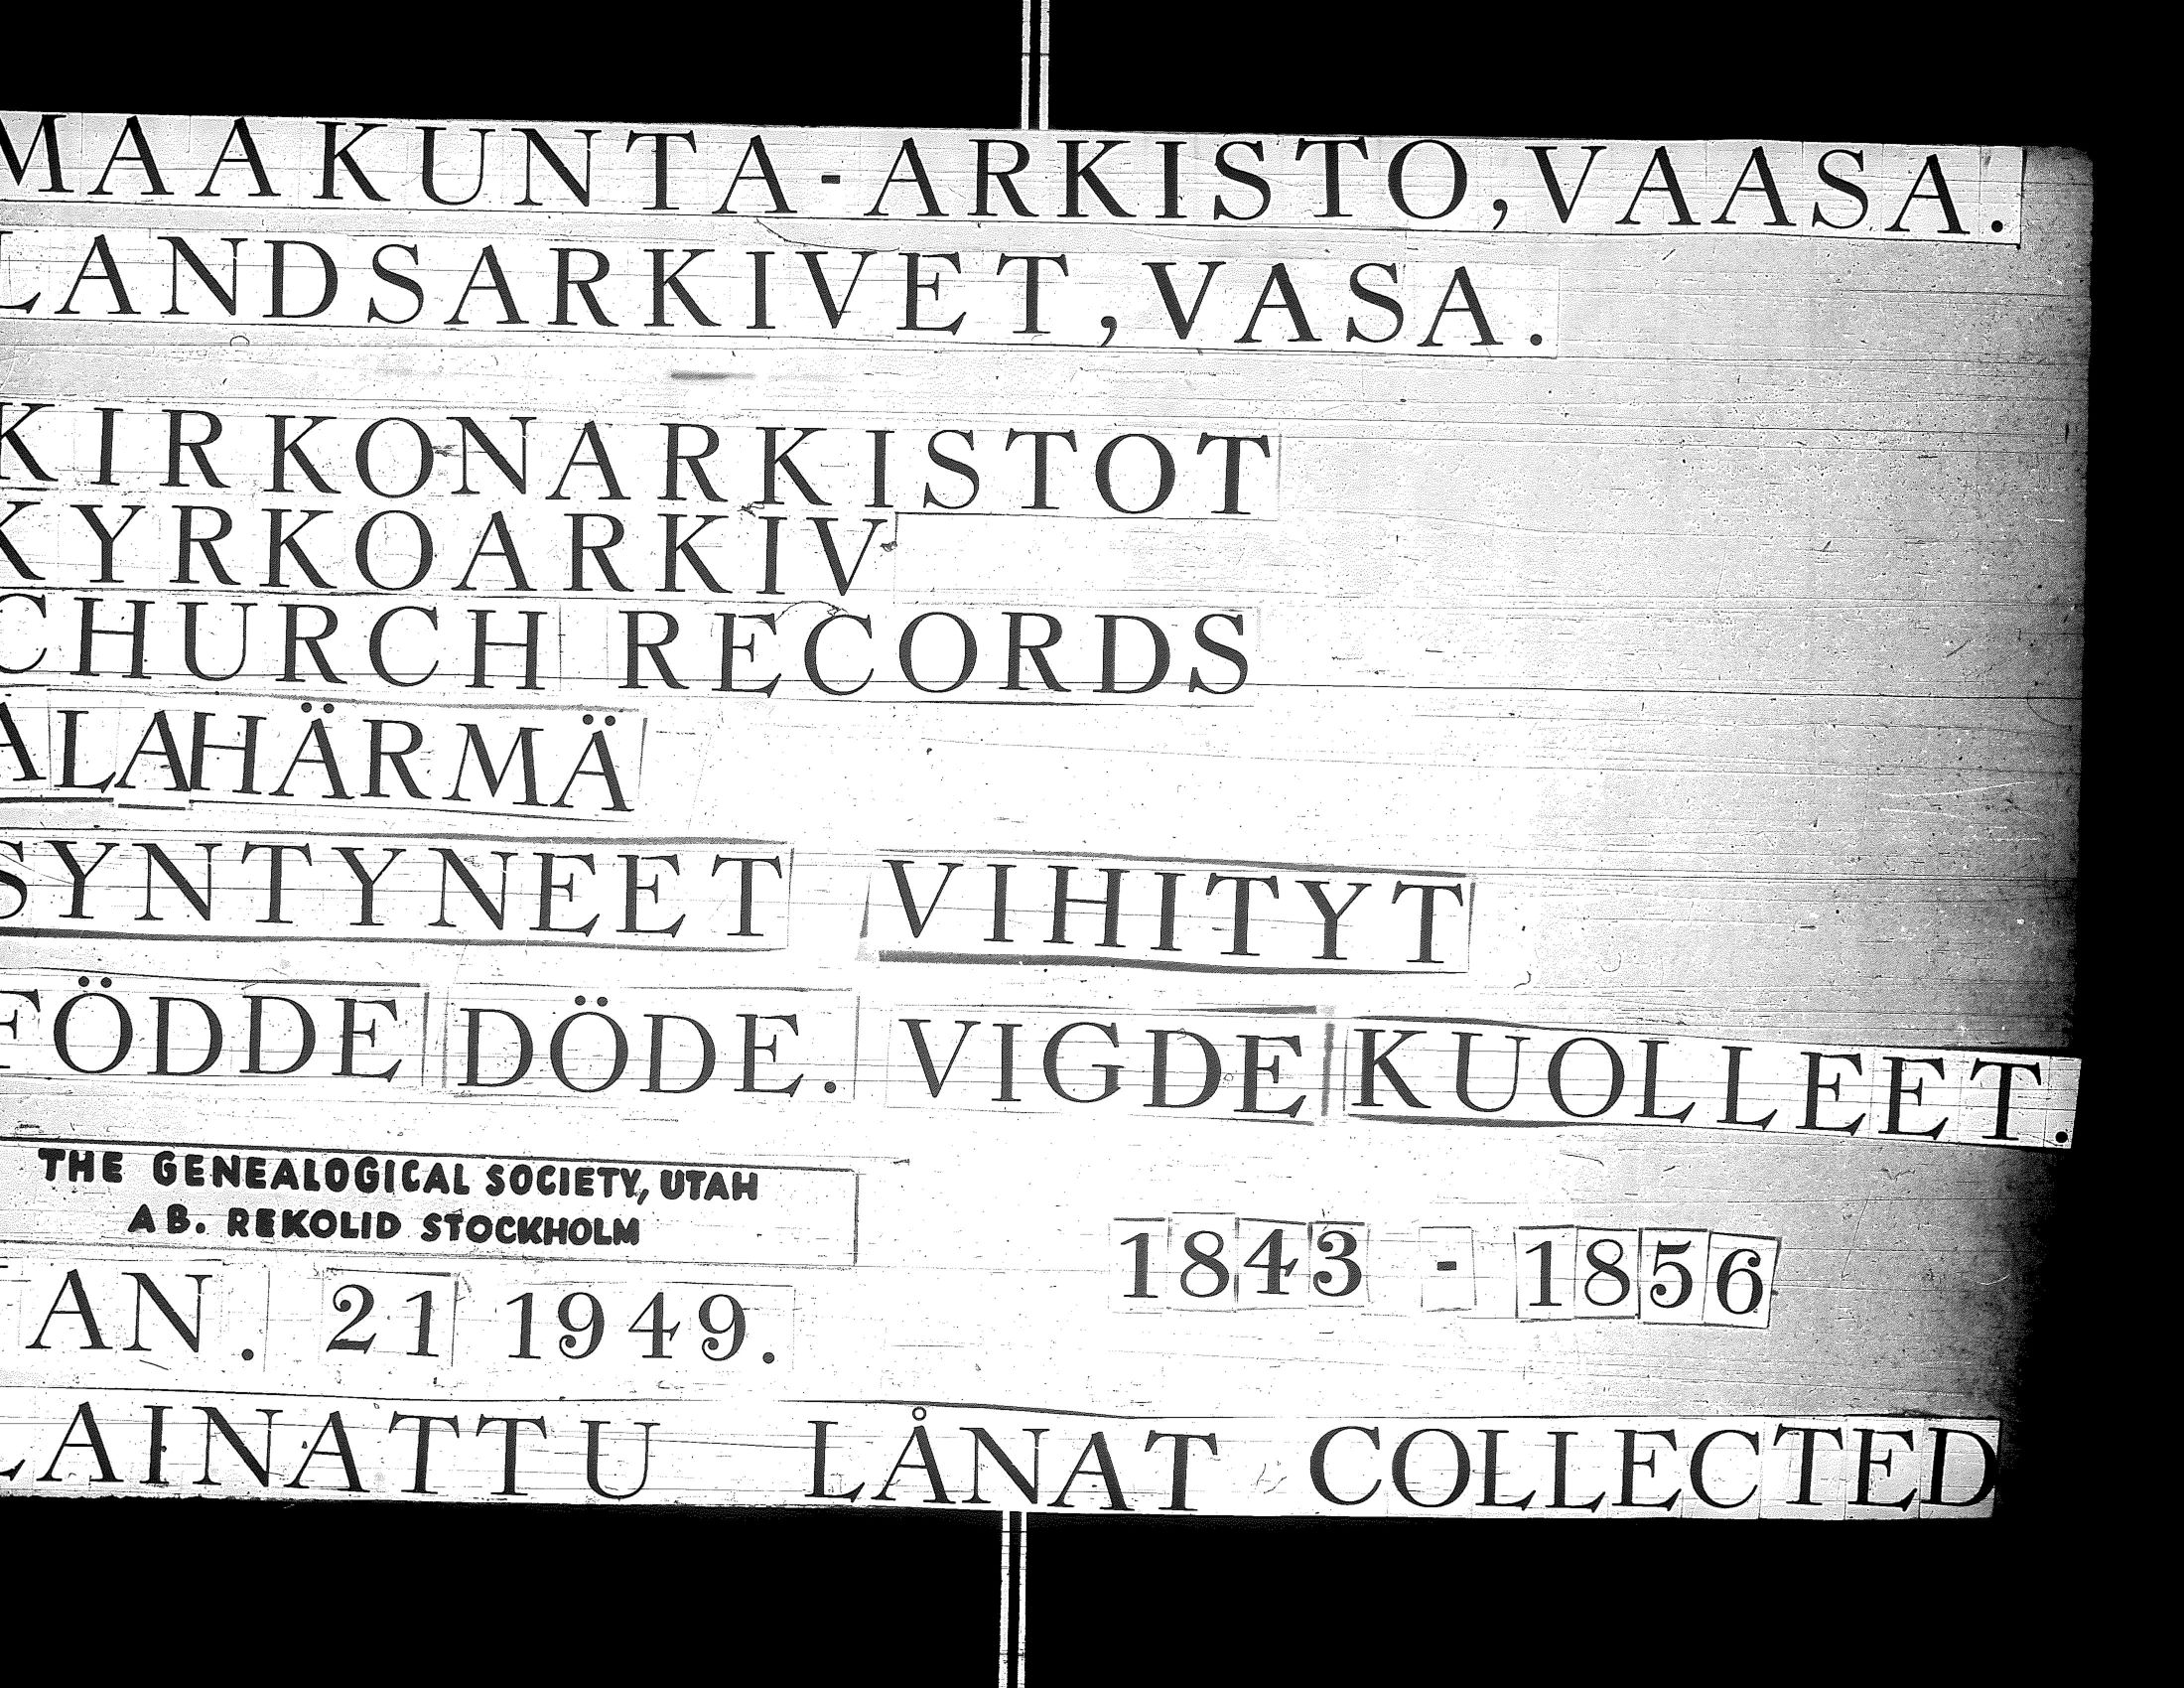 MAAKUNTA-ARKISTO, VAASA.
LANDSARKIVET, VASA.
KIRKONARKISTOT
KYRKOARKIV
CHURCH RECORDS
ALAHÄRMÄ
SYNTYNEET VIHITYT
FÖDDE DÖDE. VIGDE KUOLLEET.
THE GENEALOGICAL SOCIETY, UTAH
AB. REKOLID STOCKHOLM
1843 - 1856
AN. 21 1949.
LAINATTU LÅNAT COLLECTED